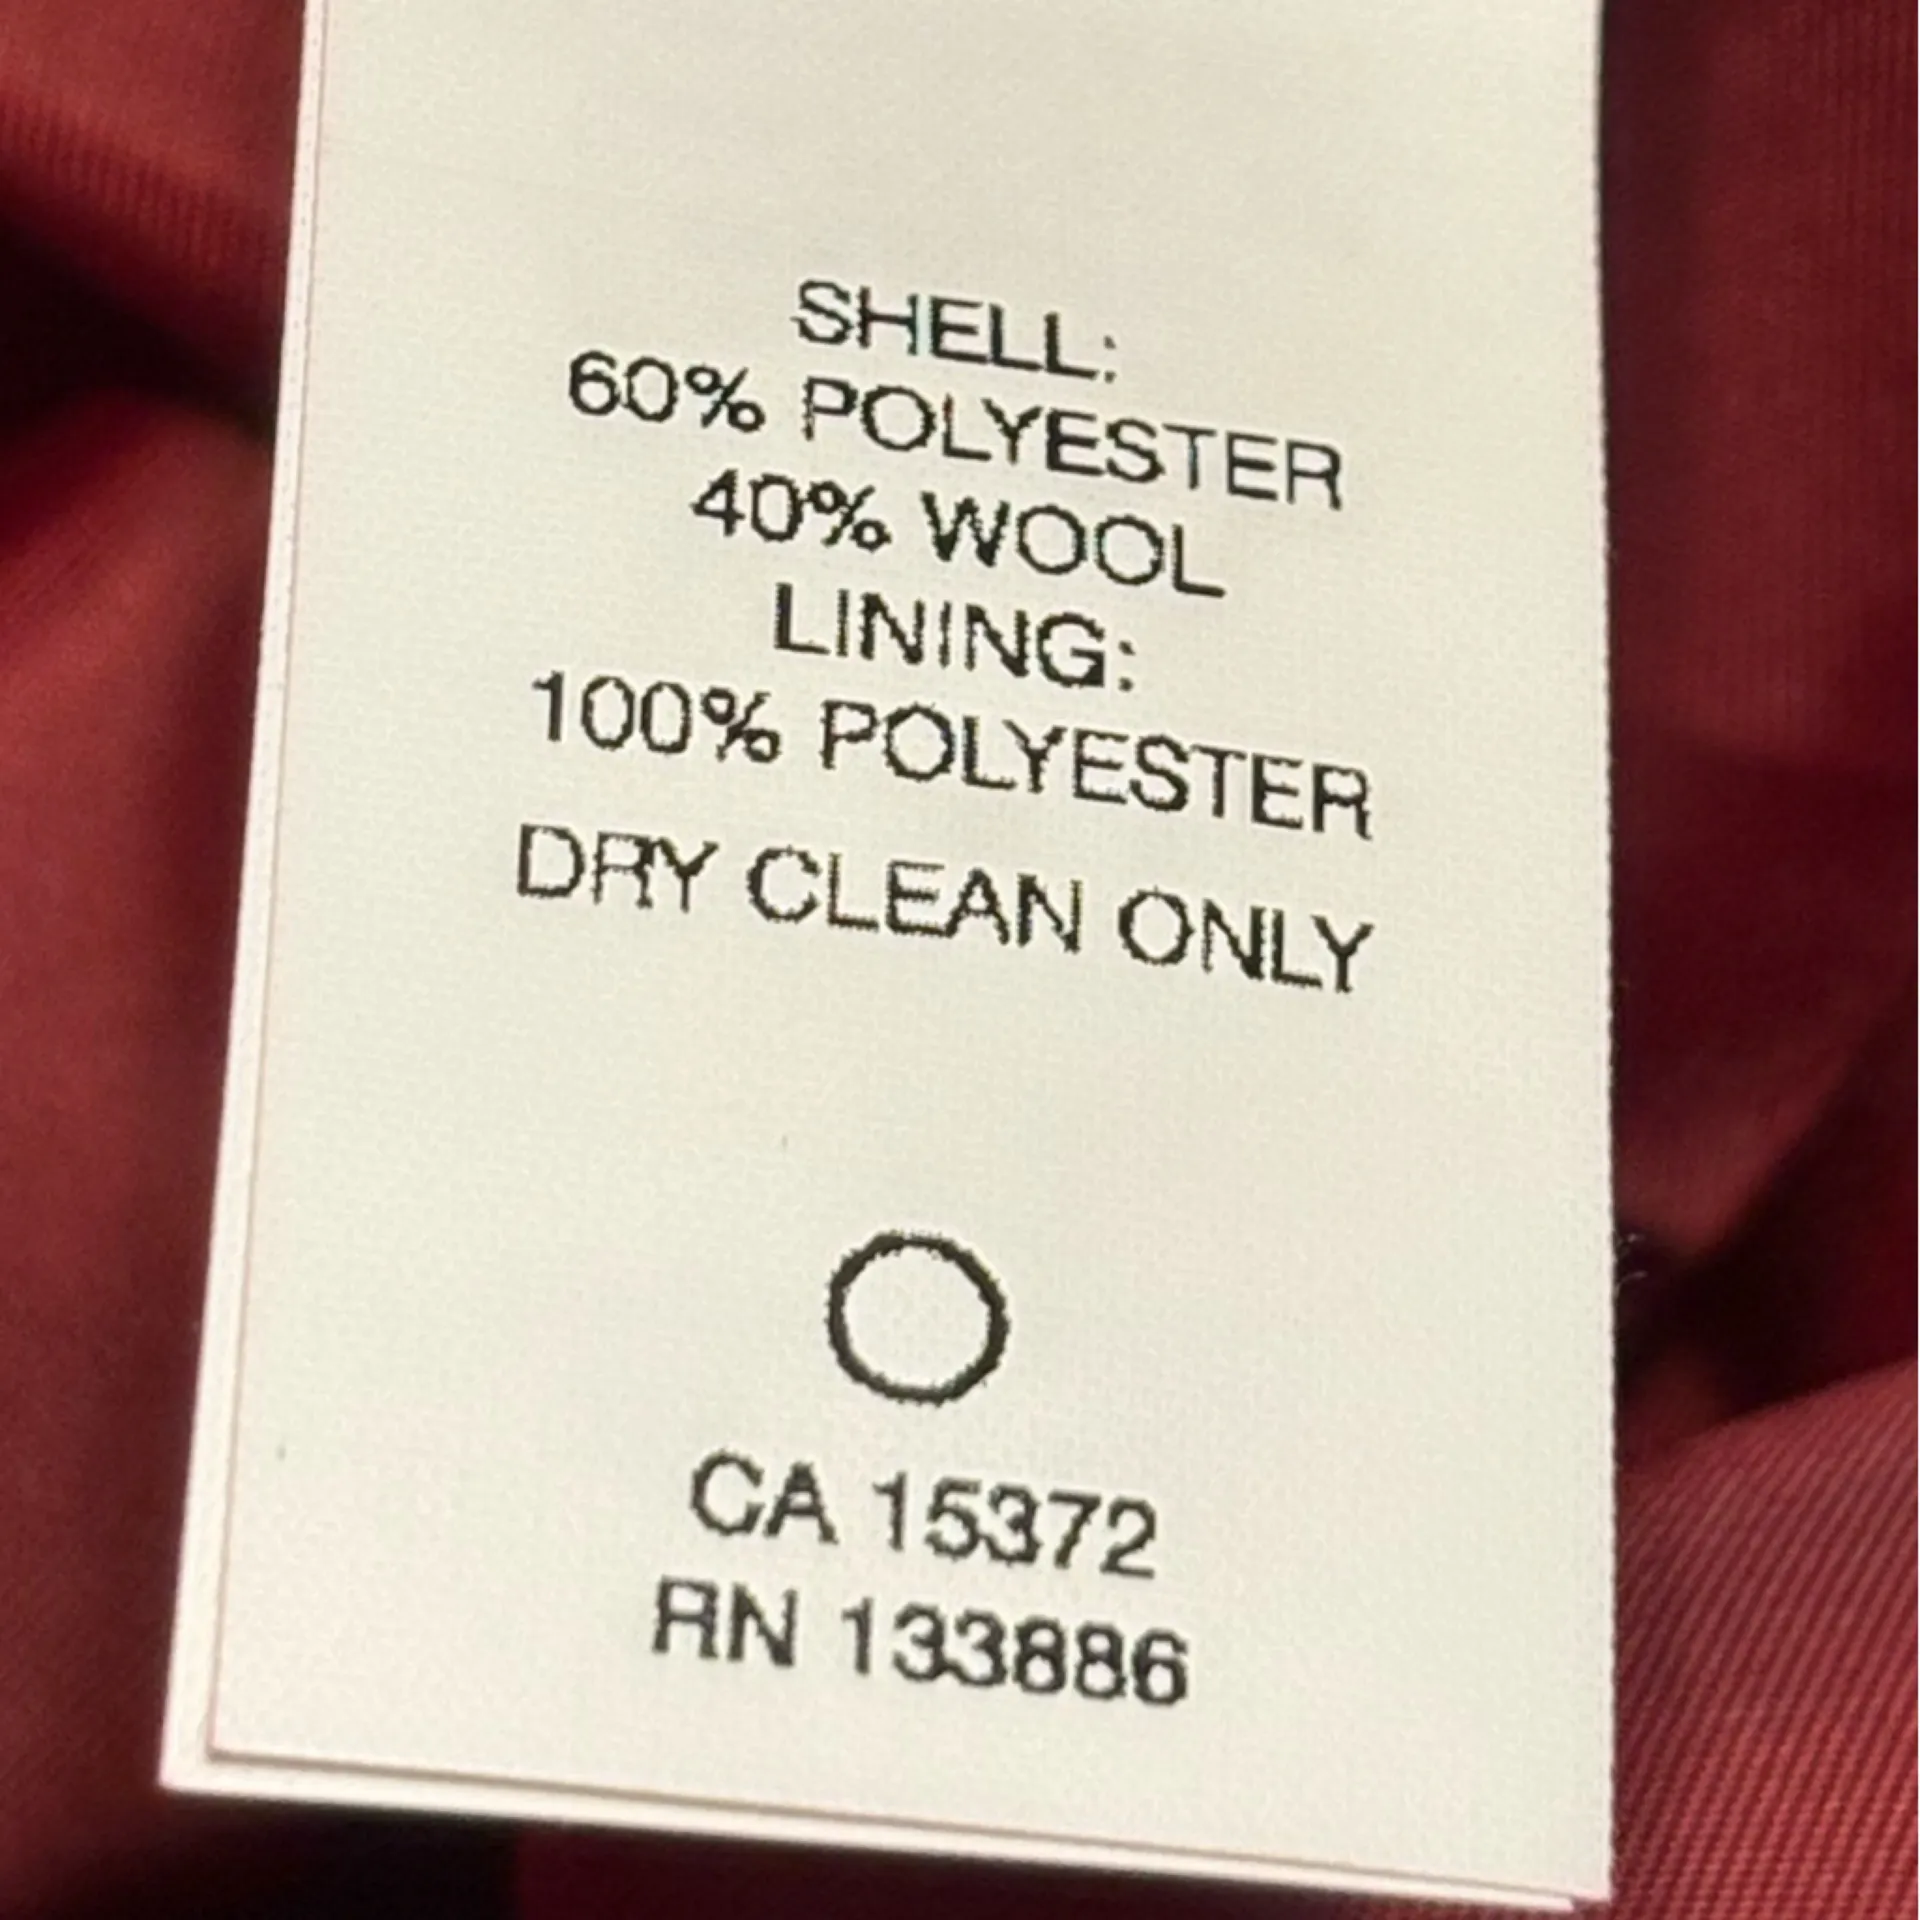 SHELL:
60% POLYESTER
40% WOOL
LINING:
100% POLYESTER
DRY CLEAN ONLY
CA 15372
RN 133886